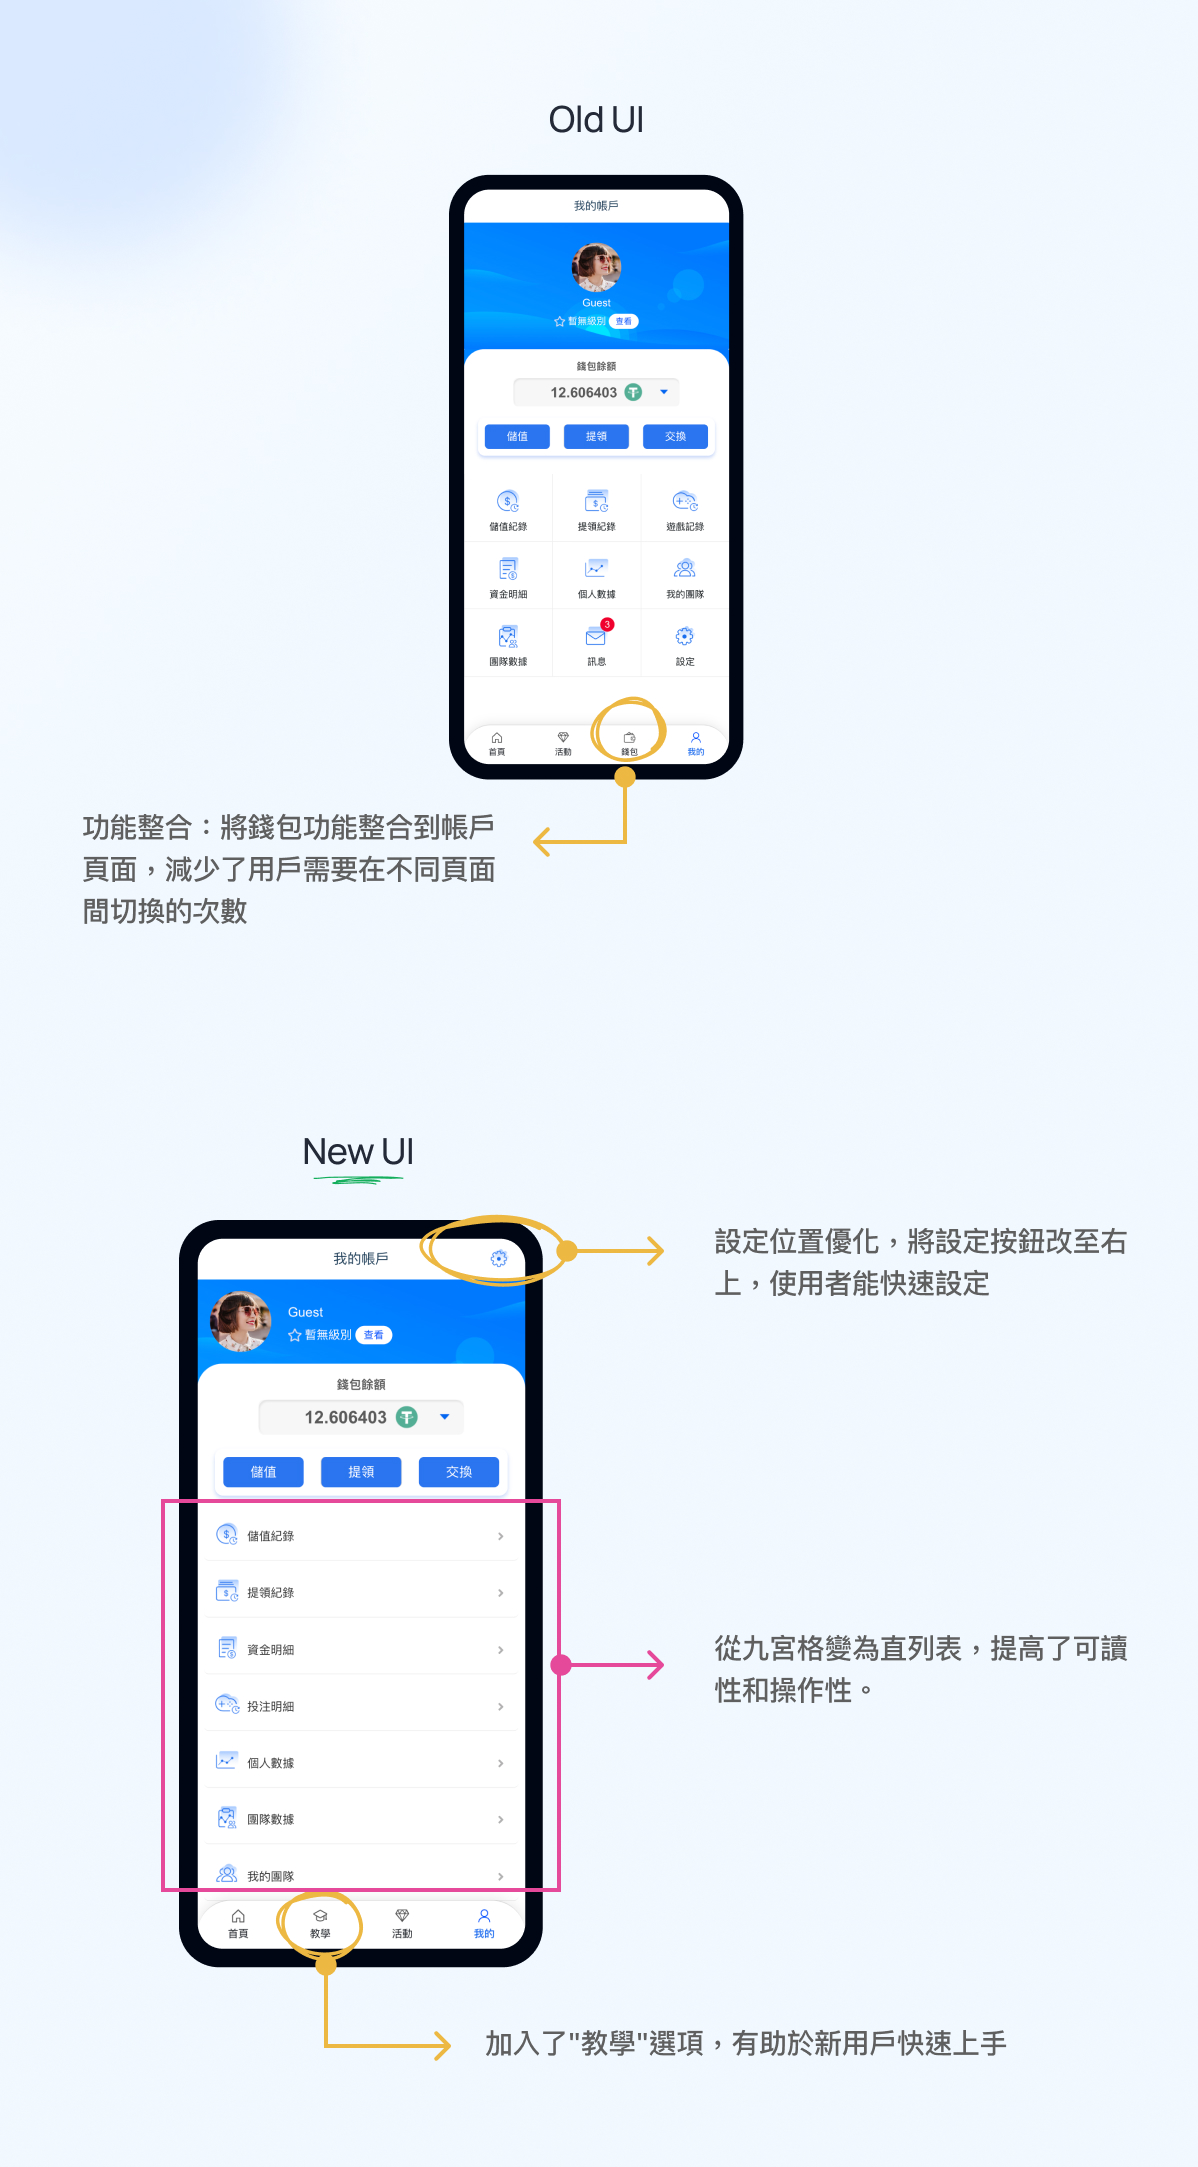 Old UI
我的帳戶
Guest
暫無級別 查看
錢包餘額
12.606403
儲值 提領 交換
儲值紀錄 提領紀錄 遊戲記錄
資金明細 個人數據 我的團隊
3
團隊數據 訊息 設定
首頁 活動 錢包 我的
功能整合：將錢包功能整合到帳戶
頁面，減少了用戶需要在不同頁面
間切換的次數
New UI
我的帳戶
設定位置優化，將設定按鈕改至右
上，使用者能快速設定
Guest
暫無級別 查看
錢包餘額
12.606403
儲值 提領 交換
儲值紀錄
提領紀錄
資金明細
投注明細
個人數據
團隊數據
我的團隊
從九宮格變為直列表，提高了可讀
性和操作性。
首頁 教學 活動 我的
加入了"教學"選項，有助於新用戶快速上手